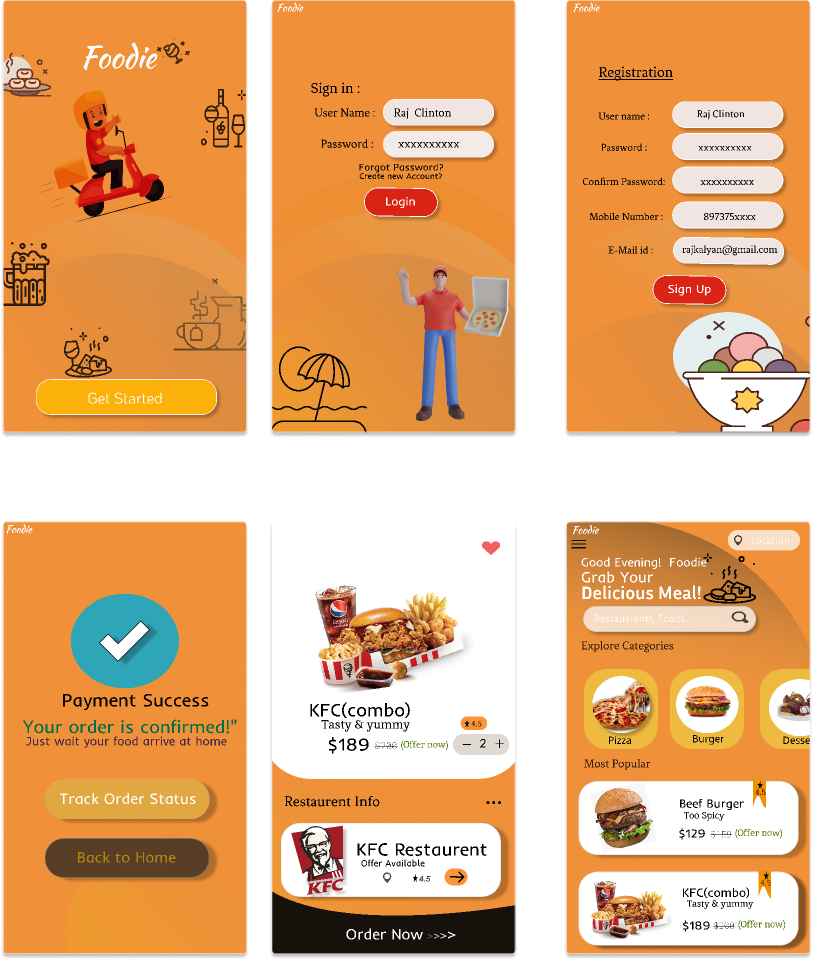 Foodie
Get Started
Foodie
Sign in :
User Name :
Raj Clinton
Password :
xxxxxxxxxx
Forgot Password?
Create new Account?
Login
Foodie
Registration
User name :
Raj Clinton
Password :
xxxxxxxxxx
Confirm Password:
xxxxxxxxxx
Mobile Number :
897375xxxx
E-Mail id :
rajkalyan@gmail.com
Sign Up
Foodie
Payment Success
Your order is confirmed!"
Just wait your food arrive at home
Track Order Status
Back to Home
pepsi
KFC
KFC(combo)
Tasty & yummy
★4.5
$189 (Offer now) — 2 +
Restaurent Info
KFC Restaurent
Offer Available
★4.5
KFC
Order Now >>>>
Foodie
Location
Good Evening! Foodie
Grab Your
Delicious Meal!
Restauarents, Foods..
Explore Categories
Pizza
Burger
Desse
Most Popular
4.5
Beef Burger
Too Spicy
$129 $159 (Offer now)
4.5
KFC(combo)
Tasty & yummy
$189 $200 (Offer now)